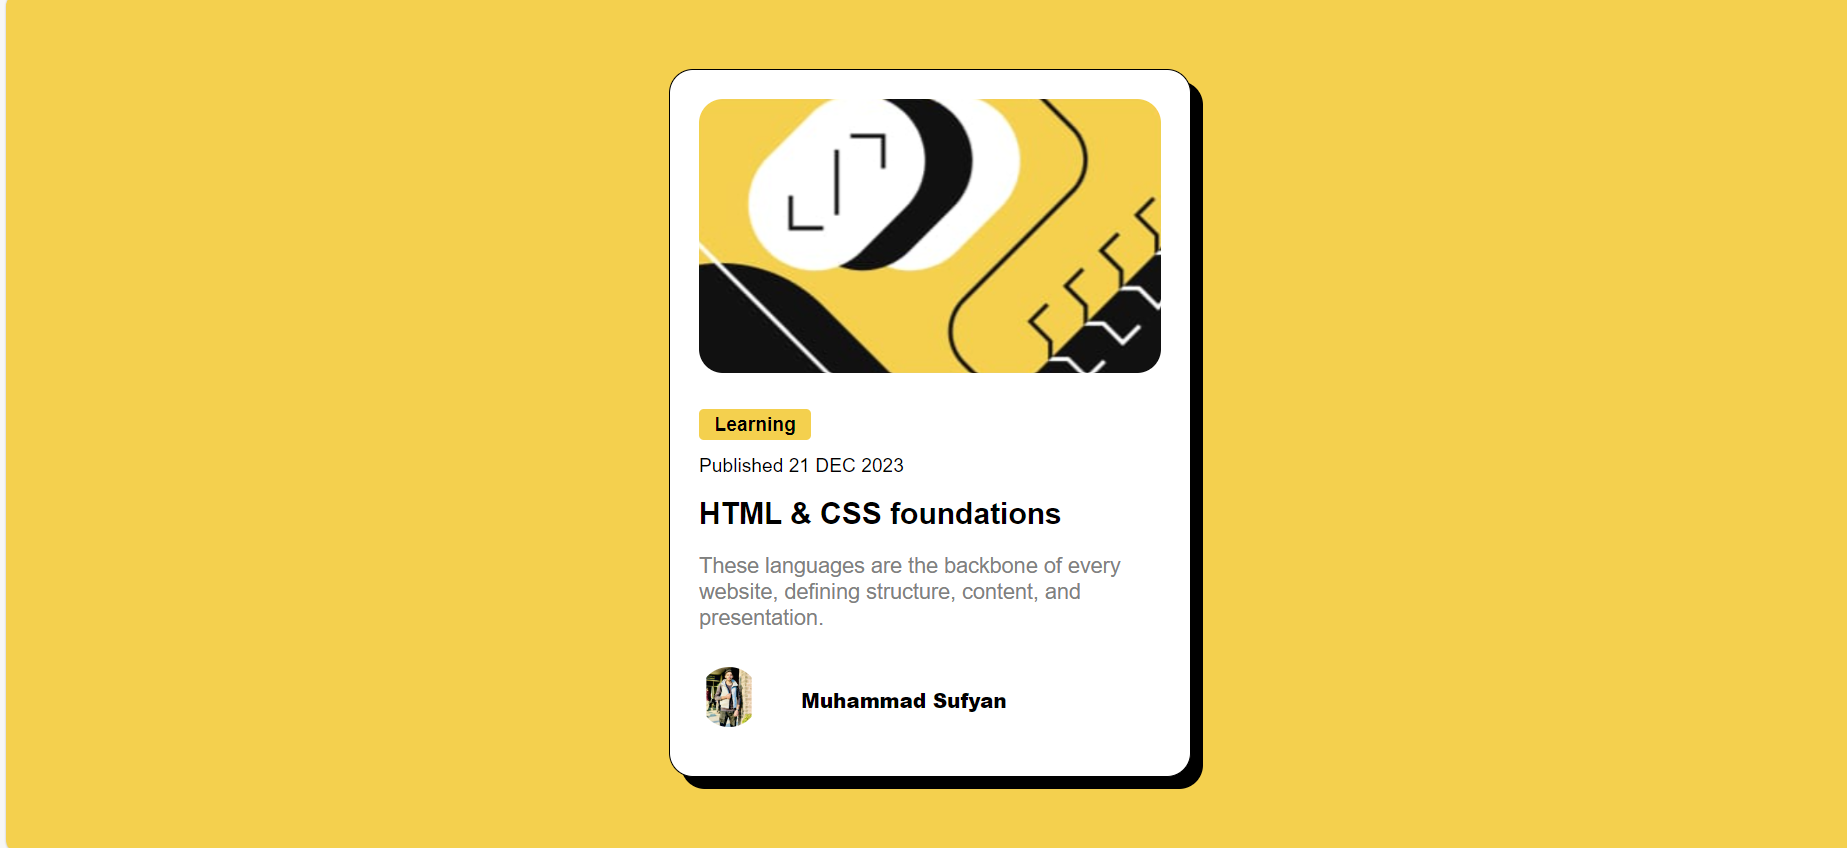 Learning
Published 21 DEC 2023
HTML & CSS foundations
These languages are the backbone of every
website, defining structure, content, and
presentation.
Muhammad Sufyan